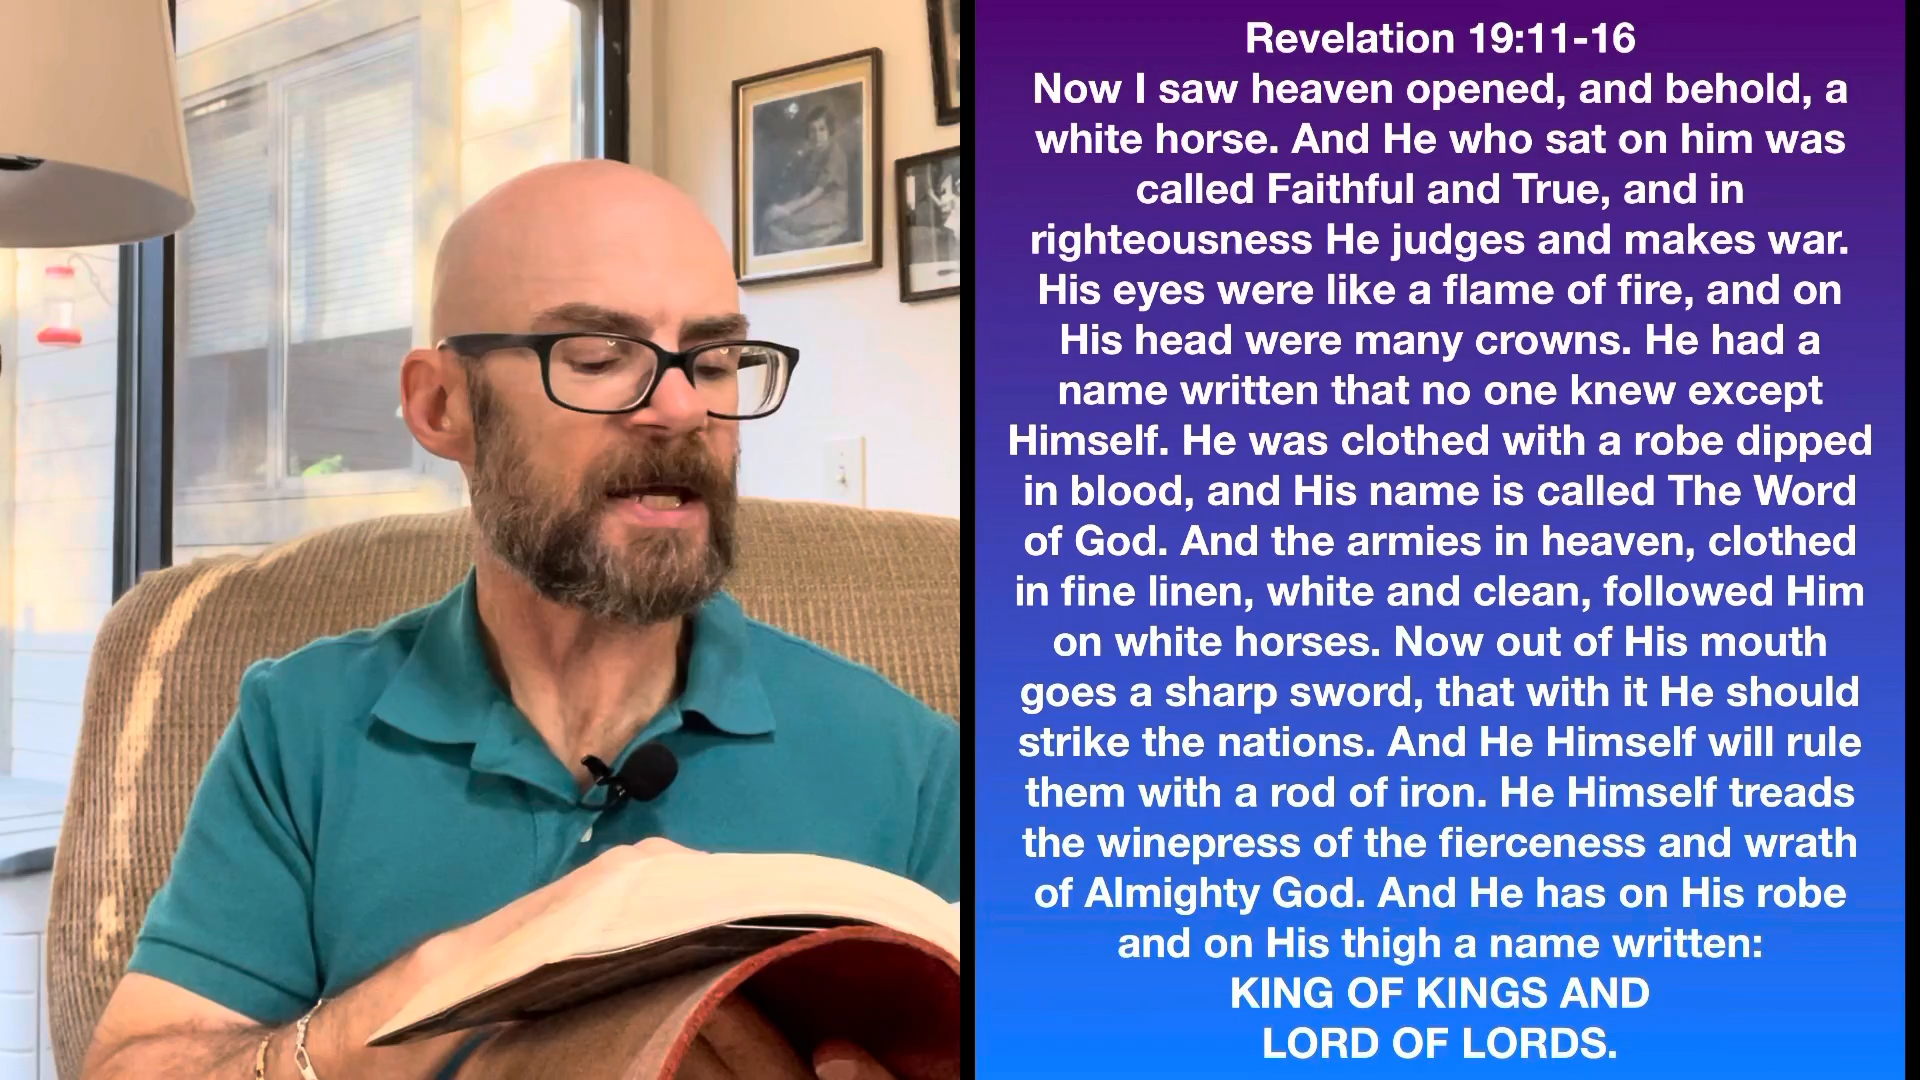 Revelation 19:11-16
Now I saw heaven opened, and behold, a
white horse. And He who sat on him was
called Faithful and True, and in
righteousness He judges and makes war.
His eyes were like a flame of fire, and on
His head were many crowns. He had a
name written that no one knew except
Himself. He was clothed with a robe dipped
in blood, and His name is called The Word
of God. And the armies in heaven, clothed
in fine linen, white and clean, followed Him
on white horses. Now out of His mouth
goes a sharp sword, that with it He should
strike the nations. And He Himself will rule
them with a rod of iron. He Himself treads
the winepress of the fierceness and wrath
of Almighty God. And He has on His robe
and on His thigh a name written:
KING OF KINGS AND
LORD OF LORDS.